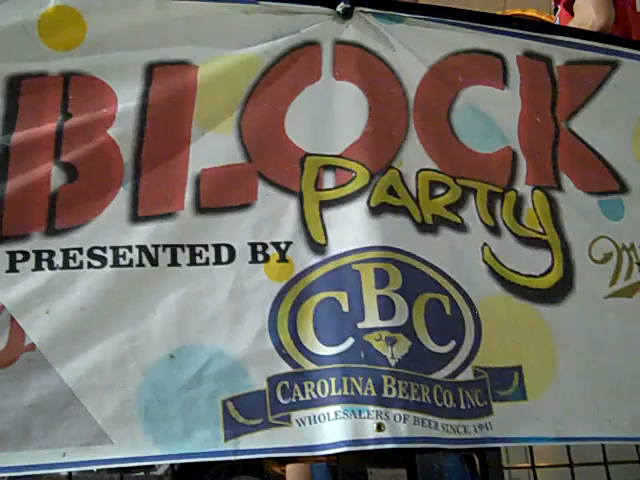 BLOCK
PARTY
PRESENTED BY
CBC
CAROLINA BEER CO. INC.
WHOLESALERS OF BEER SINCE 1941